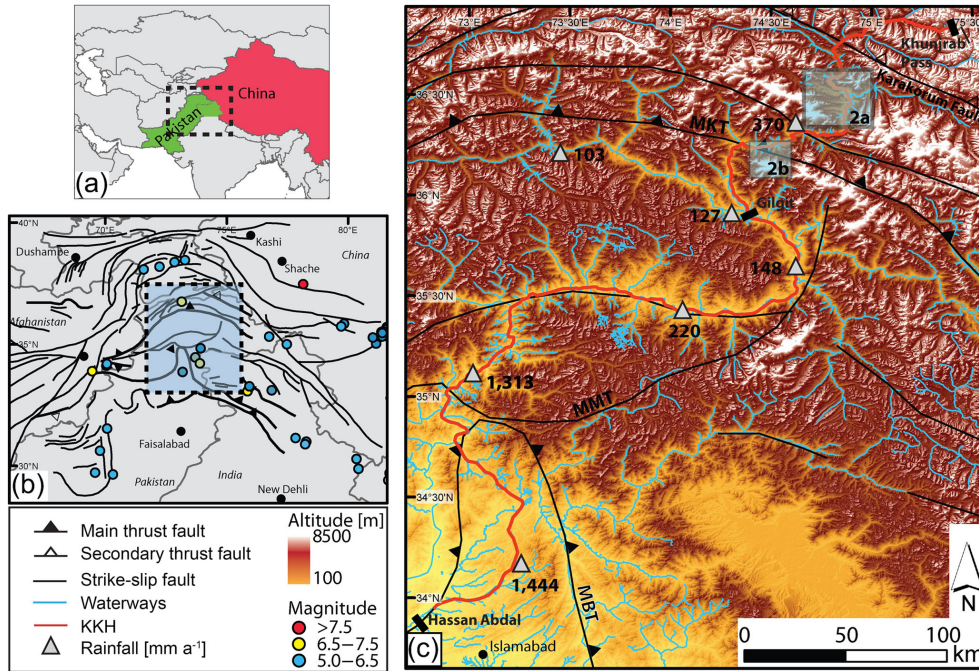 China
Pakistan
(a)
70°E
75°E
80°E
40°N
Kashi
Dushambe
China
Shache
Afghanistan
35°N
Faisalabad
30°N
Pakistan
India
New Dehli
(b)
Main thrust fault
Secondary thrust fault
Strike-slip fault
Waterways
KKH
Rainfall [mm a⁻¹]
Altitude [m]
8500
100
Magnitude
>7.5
6.5–7.5
5.0–6.5
73°E
73°30'E
74°E
74°30'E
75°E
75°30'E
Khunjirab
Pass
Karakorum Fault
36°30'N
2a
370
MKT
103
2b
36°N
127
Gilgit
148
35°30'N
220
1,313
35°N
MMT
34°30'N
1,444
34°N
MBT
Hassan Abdal
Islamabad
(c)
N
0 50 100
km